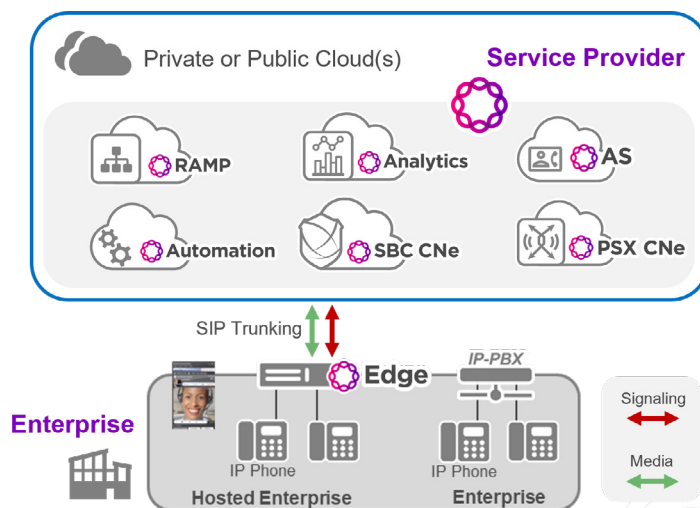 Private or Public Cloud(s)
Service Provider
RAMP
Analytics
AS
Automation
SBC CNe
PSX CNe
SIP Trunking
Edge
IP-PBX
Enterprise
IP Phone
IP Phone
Hosted Enterprise
Enterprise
Signaling
Media